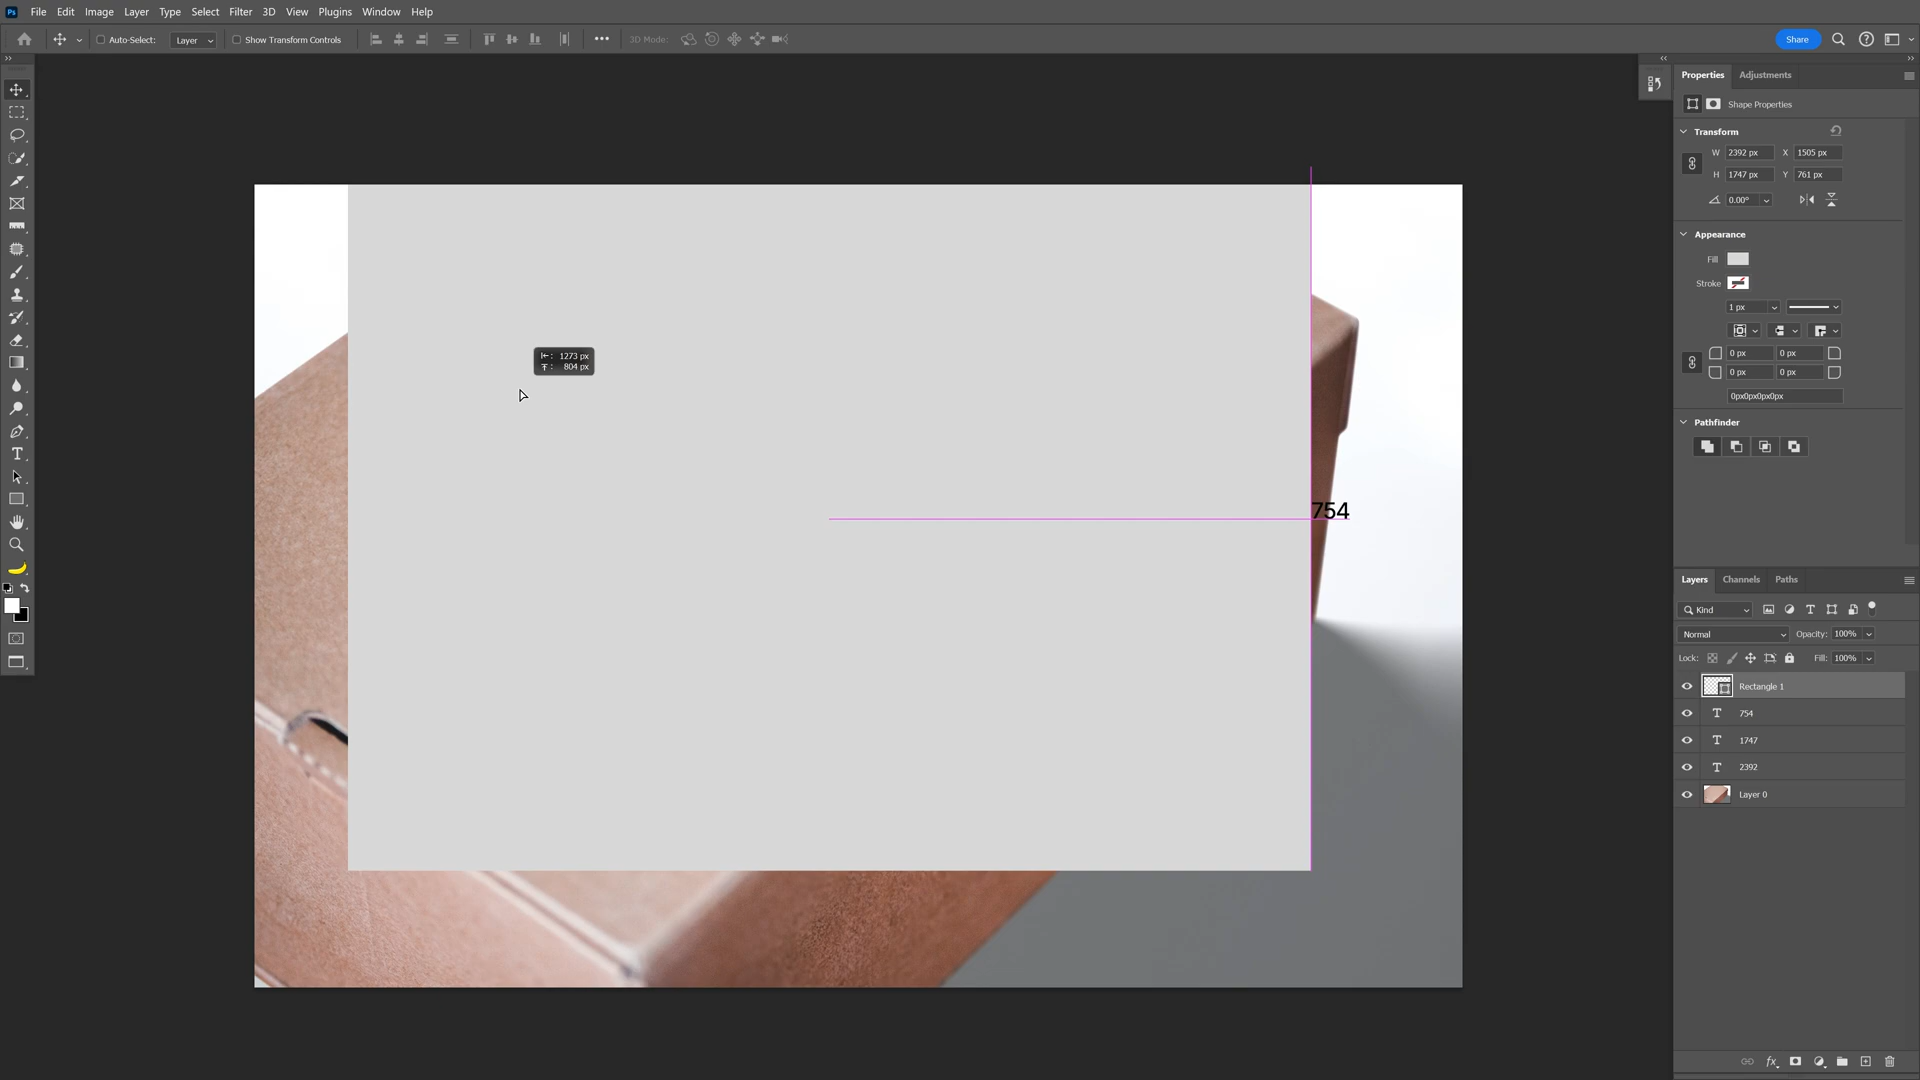 Ps File Edit Image Layer Type Select Filter 3D View Plugins Window Help
Auto-Select: Layer Show Transform Controls ••• 3D Mode: Share
Properties Adjustments
Shape Properties
Transform
W 2392 px X 1505 px
H 1747 px Y 761 px
0.00°
Appearance
Fill
Stroke
1 px
0 px 0 px
0 px 0 px
0px0px0px0px
Pathfinder
1273 px
804 px
754
Layers Channels Paths
Kind
Normal Opacity: 100%
Lock: Fill: 100%
Rectangle 1
T 754
T 1747
T 2392
Layer 0
fx